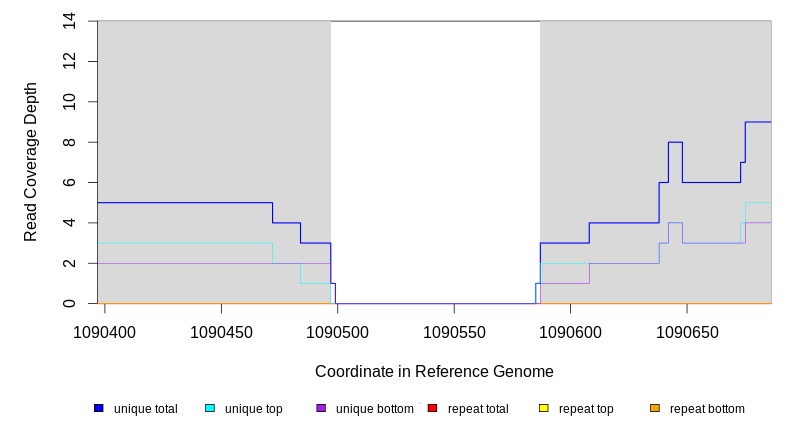 Read Coverage Depth
14
12
10
8
6
4
2
0
1090400 1090450 1090500 1090550 1090600 1090650
Coordinate in Reference Genome
unique total unique top unique bottom repeat total repeat top repeat bottom